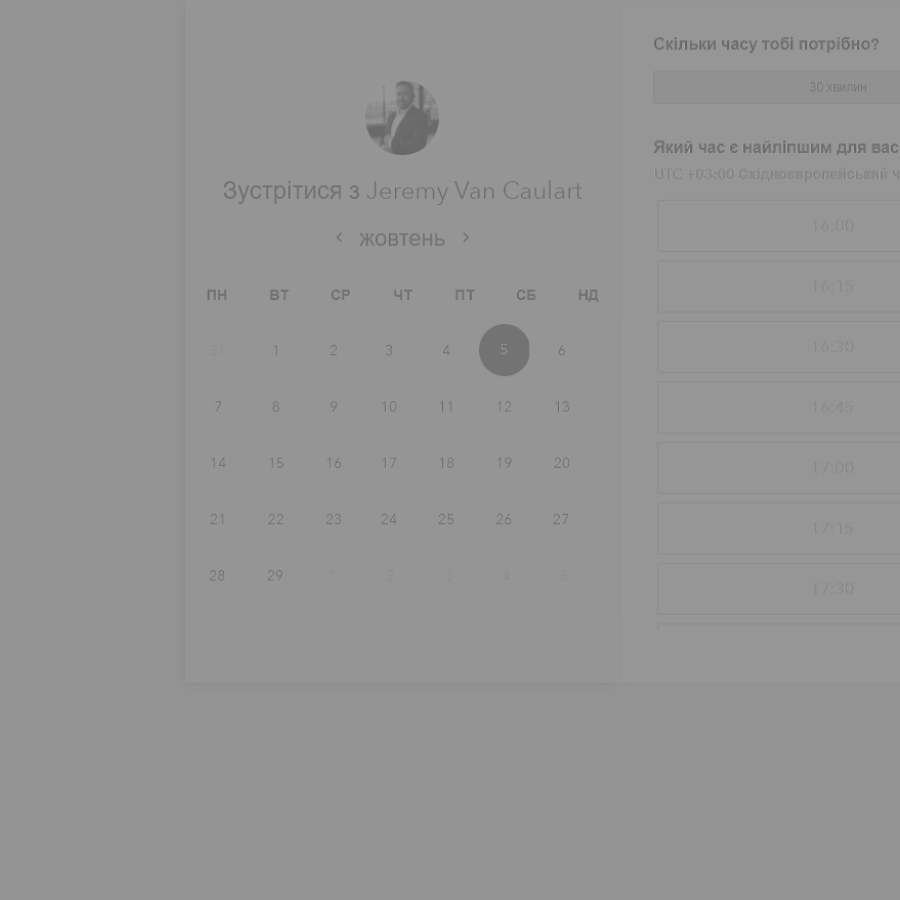 Зустрітися з Jeremy Van Caulart
жовтень
ПН ВТ СР ЧТ ПТ СБ НД
31 1 2 3 4 5 6
7 8 9 10 11 12 13
14 15 16 17 18 19 20
21 22 23 24 25 26 27
28 29 1 2 3 4 5
Скільки часу тобі потрібно?
30 хвилин
Який час є найліпшим для вас
UTC +03:00 Східноєвропейський
16:00
16:15
16:30
16:45
17:00
17:15
17:30